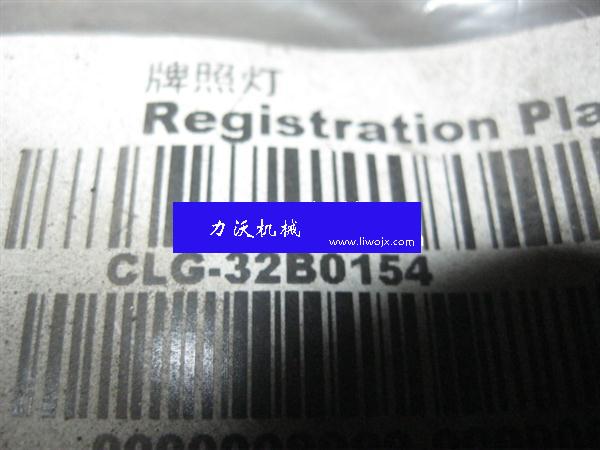 牌照灯
Registration Pla
力沃机械
www.liwojx.com
CLG-32B0154